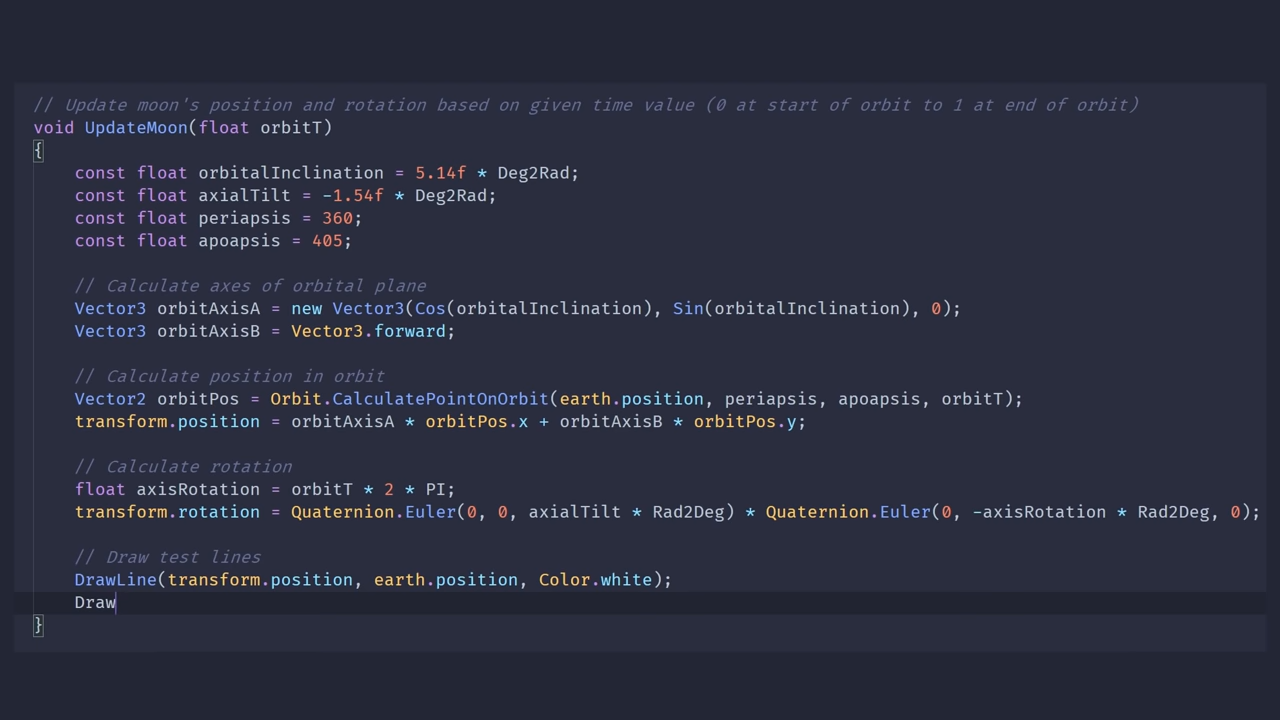 // Update moon's position and rotation based on given time value (0 at start of orbit to 1 at end of orbit)
void UpdateMoon(float orbitT)
{
    const float orbitalInclination = 5.14f * Deg2Rad;
    const float axialTilt = -1.54f * Deg2Rad;
    const float periapsis = 360;
    const float apoapsis = 405;

    // Calculate axes of orbital plane
    Vector3 orbitAxisA = new Vector3(Cos(orbitalInclination), Sin(orbitalInclination), 0);
    Vector3 orbitAxisB = Vector3.forward;

    // Calculate position in orbit
    Vector2 orbitPos = Orbit.CalculatePointOnOrbit(earth.position, periapsis, apoapsis, orbitT);
    transform.position = orbitAxisA * orbitPos.x + orbitAxisB * orbitPos.y;

    // Calculate rotation
    float axisRotation = orbitT * 2 * PI;
    transform.rotation = Quaternion.Euler(0, 0, axialTilt * Rad2Deg) * Quaternion.Euler(0, -axisRotation * Rad2Deg, 0);

    // Draw test lines
    DrawLine(transform.position, earth.position, Color.white);
    Draw
}